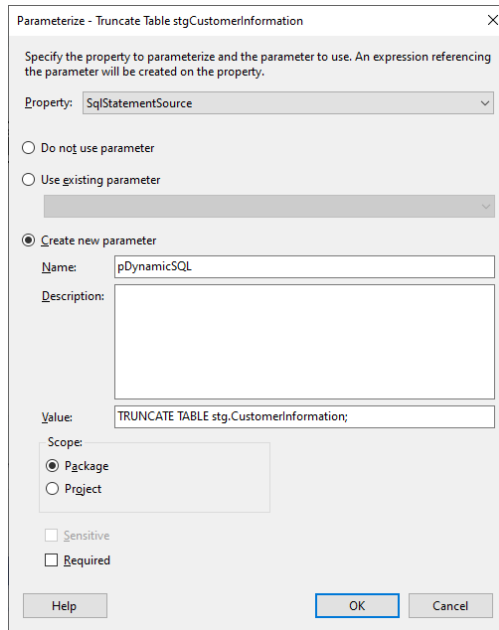 Parameterize - Truncate Table stgCustomerInformation
Specify the property to parameterize and the parameter to use. An expression referencing
the parameter will be created on the property.
Property: SqlStatementSource
Do not use parameter
Use existing parameter
Create new parameter
Name: pDynamicSQL
Description:
Value: TRUNCATE TABLE stg.CustomerInformation;
Scope:
Package
Project
Sensitive
Required
Help OK Cancel